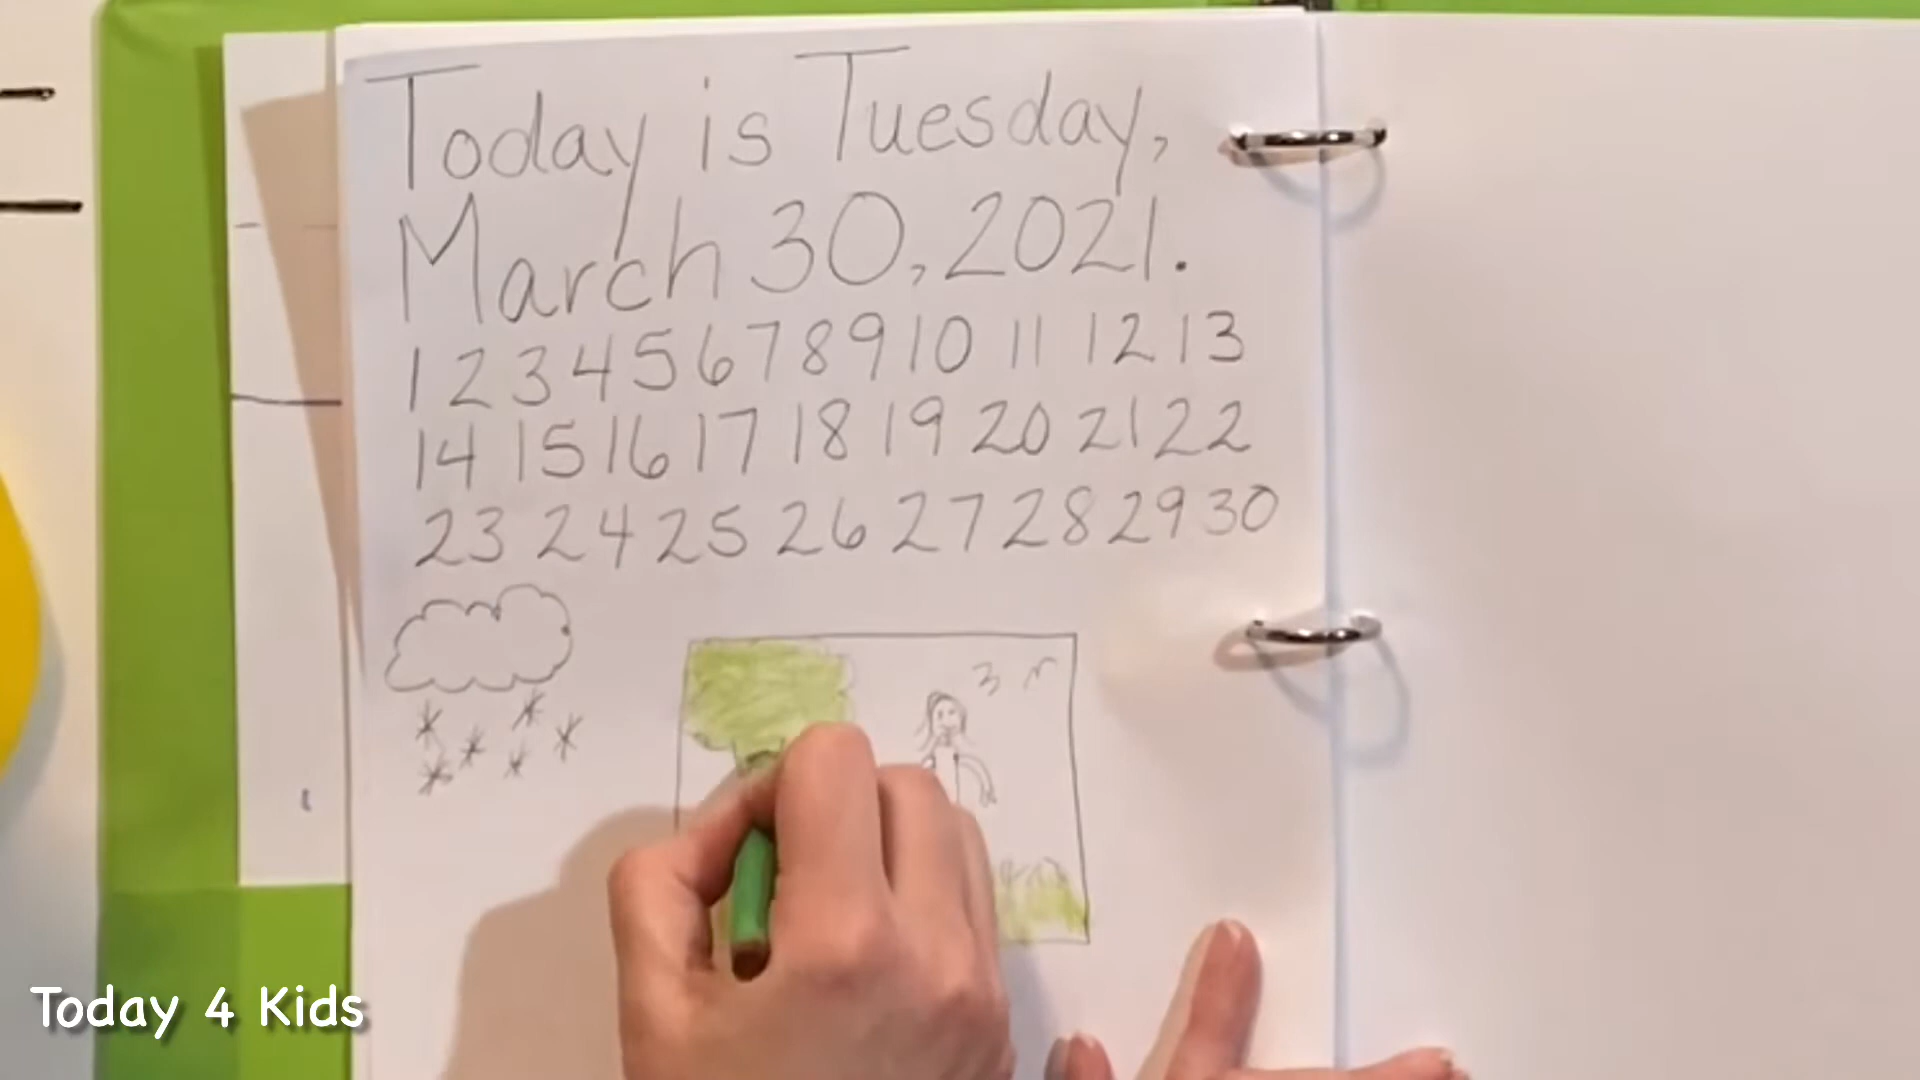 Today is Tuesday,
March 30, 2021.
1 2 3 4 5 6 7 8 9 10 11 12 13
14 15 16 17 18 19 20 21 22
23 24 25 26 27 28 29 30
Today 4 Kids